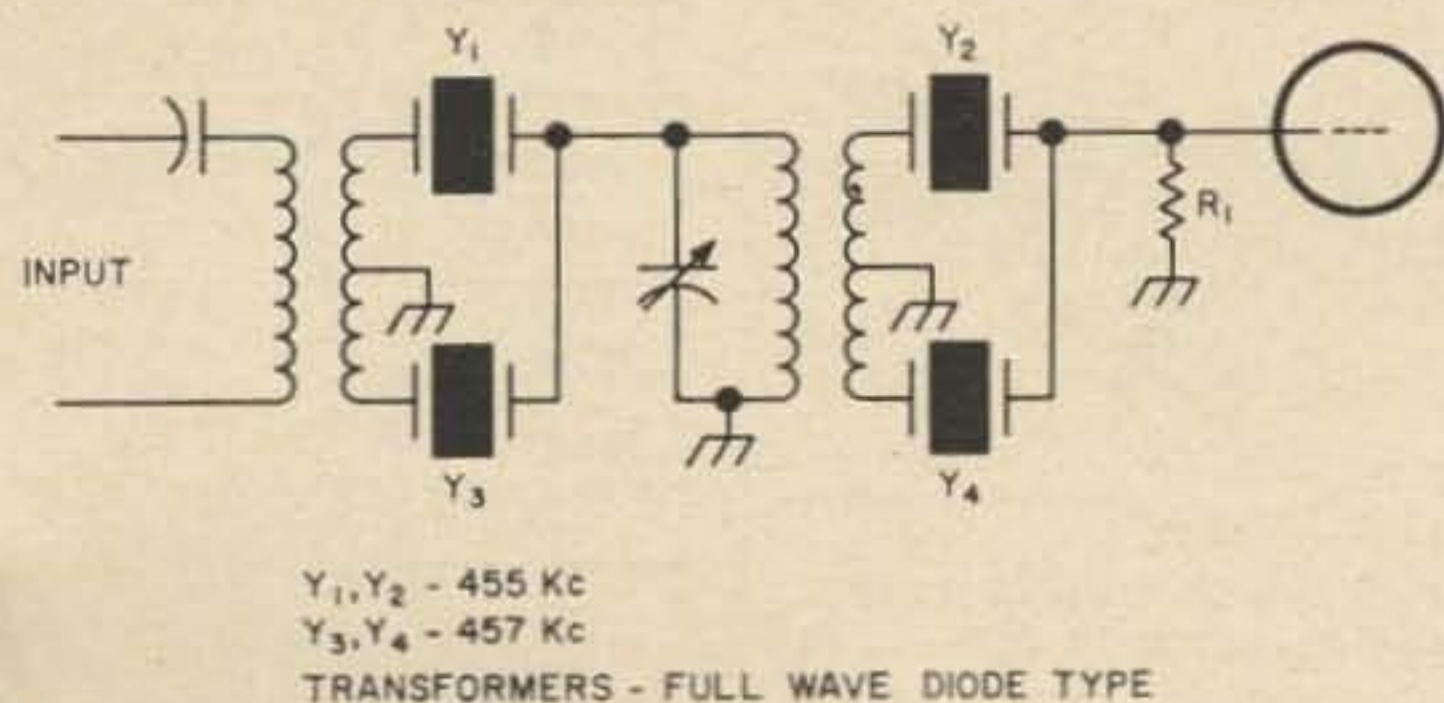 Y₁ Y₂
INPUT
R₁
Y₃ Y₄
Y₁, Y₂ - 455 Kc
Y₃, Y₄ - 457 Kc
TRANSFORMERS - FULL WAVE DIODE TYPE